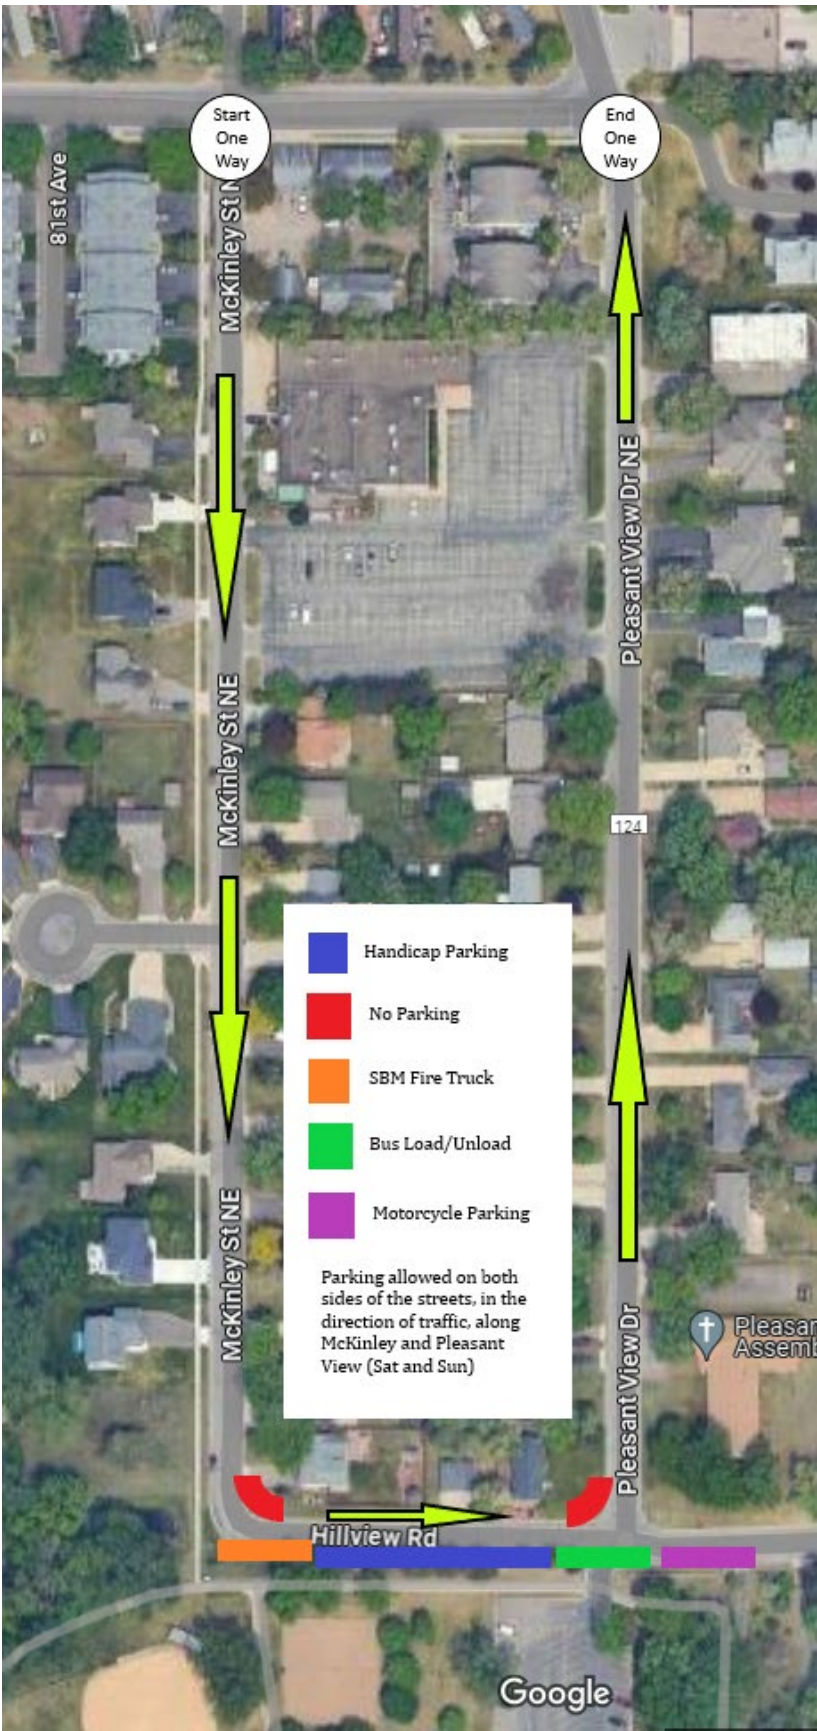 Start
One
Way
End
One
Way
81st Ave
McKinley St N
Pleasant View Dr NE
McKinley St NE
124
Handicap Parking
No Parking
SBM Fire Truck
Bus Load/Unload
Motorcycle Parking
Parking allowed on both
sides of the streets, in the
direction of traffic, along
McKinley and Pleasant
View (Sat and Sun)
McKinley St NE
Pleasant View Dr
Pleasan
Assemb
Hillview Rd
Google